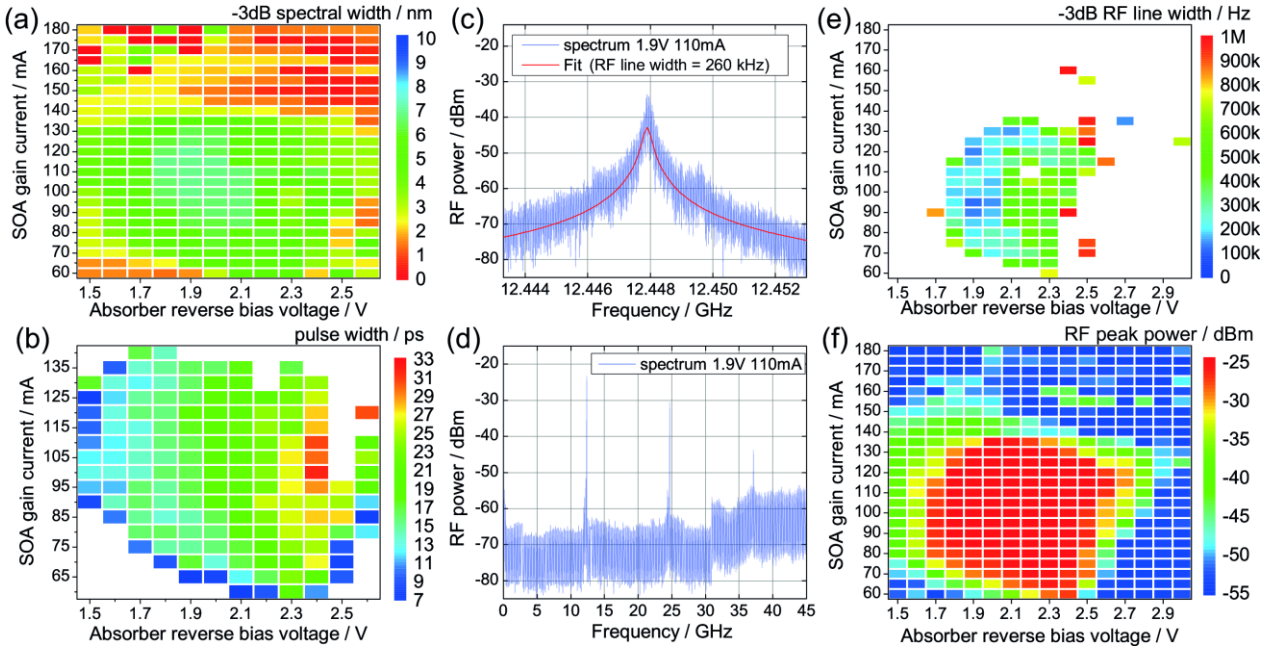 (a)
-3dB spectral width / nm
SOA gain current / mA
180
170
160
150
140
130
120
110
100
90
80
70
60
1.5 1.7 1.9 2.1 2.3 2.5
Absorber reverse bias voltage / V
10
9
8
7
6
5
4
3
2
1
0
(c)
RF power / dBm
-20
-30
-40
-50
-60
-70
-80
spectrum 1.9V 110mA
Fit (RF line width = 260 kHz)
12.444 12.446 12.448 12.450 12.452
Frequency / GHz
(e)
-3dB RF line width / Hz
SOA gain current / mA
180
170
160
150
140
130
120
110
100
90
80
70
60
1.5 1.7 1.9 2.1 2.3 2.5 2.7 2.9
Absorber reverse bias voltage / V
1M
900k
800k
700k
600k
500k
400k
300k
200k
100k
0
(b)
pulse width / ps
SOA gain current / mA
135
125
115
105
95
85
75
65
1.5 1.7 1.9 2.1 2.3 2.5
Absorber reverse bias voltage / V
33
31
29
27
25
23
21
19
17
15
13
11
9
7
(d)
RF power / dBm
-20
-30
-40
-50
-60
-70
-80
spectrum 1.9V 110mA
0 5 10 15 20 25 30 35 40 45
Frequency / GHz
(f)
RF peak power / dBm
SOA gain current / mA
180
170
160
150
140
130
120
110
100
90
80
70
60
1.5 1.7 1.9 2.1 2.3 2.5 2.7 2.9
Absorber reverse bias voltage / V
-25
-30
-35
-40
-45
-50
-55